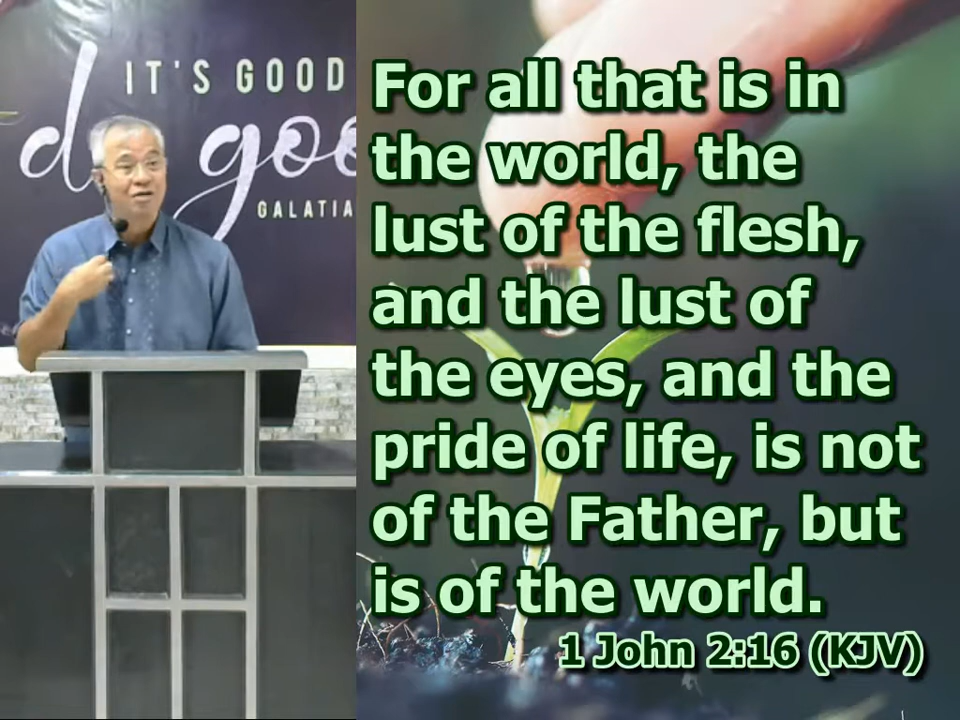 IT'S GOOD
do good
GALATIA
For all that is in
the world, the
lust of the flesh,
and the lust of
the eyes, and the
pride of life, is not
of the Father, but
is of the world.
1 John 2:16 (KJV)